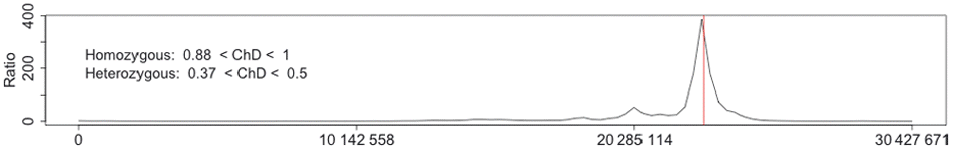 400
200
0
Ratio
Homozygous: 0.88 < ChD < 1
Heterozygous: 0.37 < ChD < 0.5
0 10 142 558 20 285 114 30 427 671